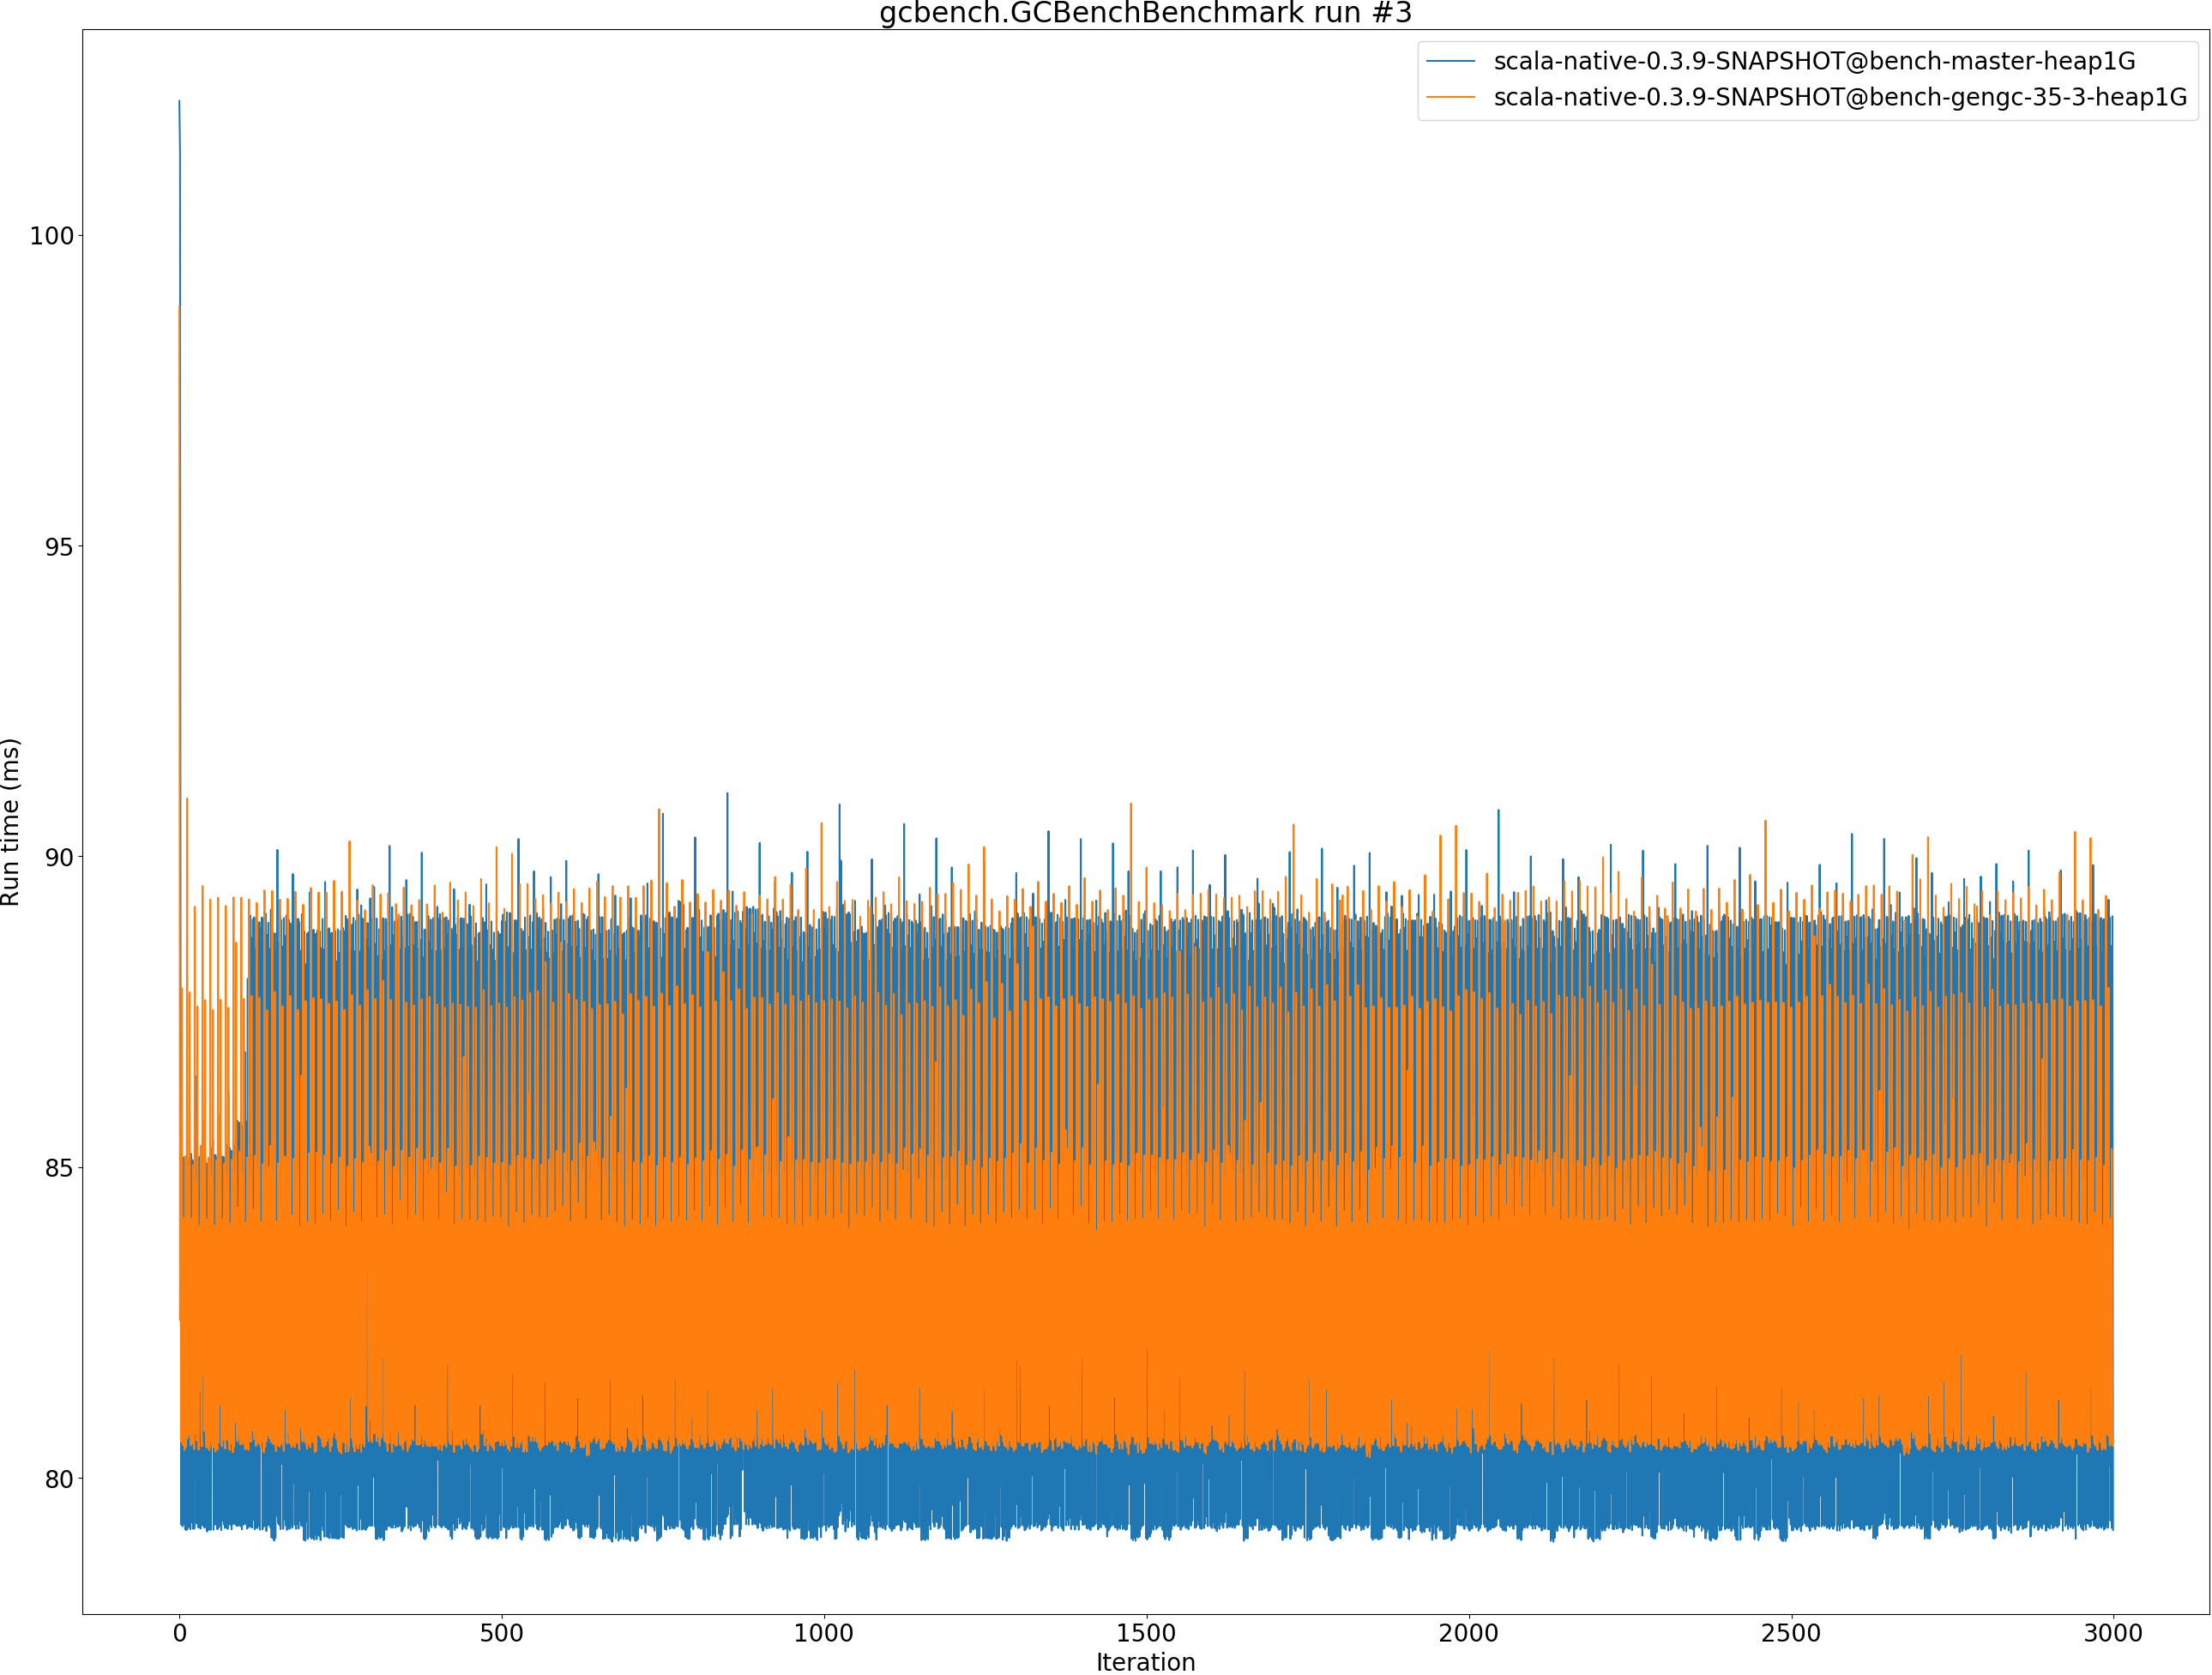 gcbench.GCBenchBenchmark run #3
scala-native-0.3.9-SNAPSHOT@bench-master-heap1G
scala-native-0.3.9-SNAPSHOT@bench-gengc-35-3-heap1G
100
95
90
85
80
Run time (ms)
0 500 1000 1500 2000 2500 3000
Iteration